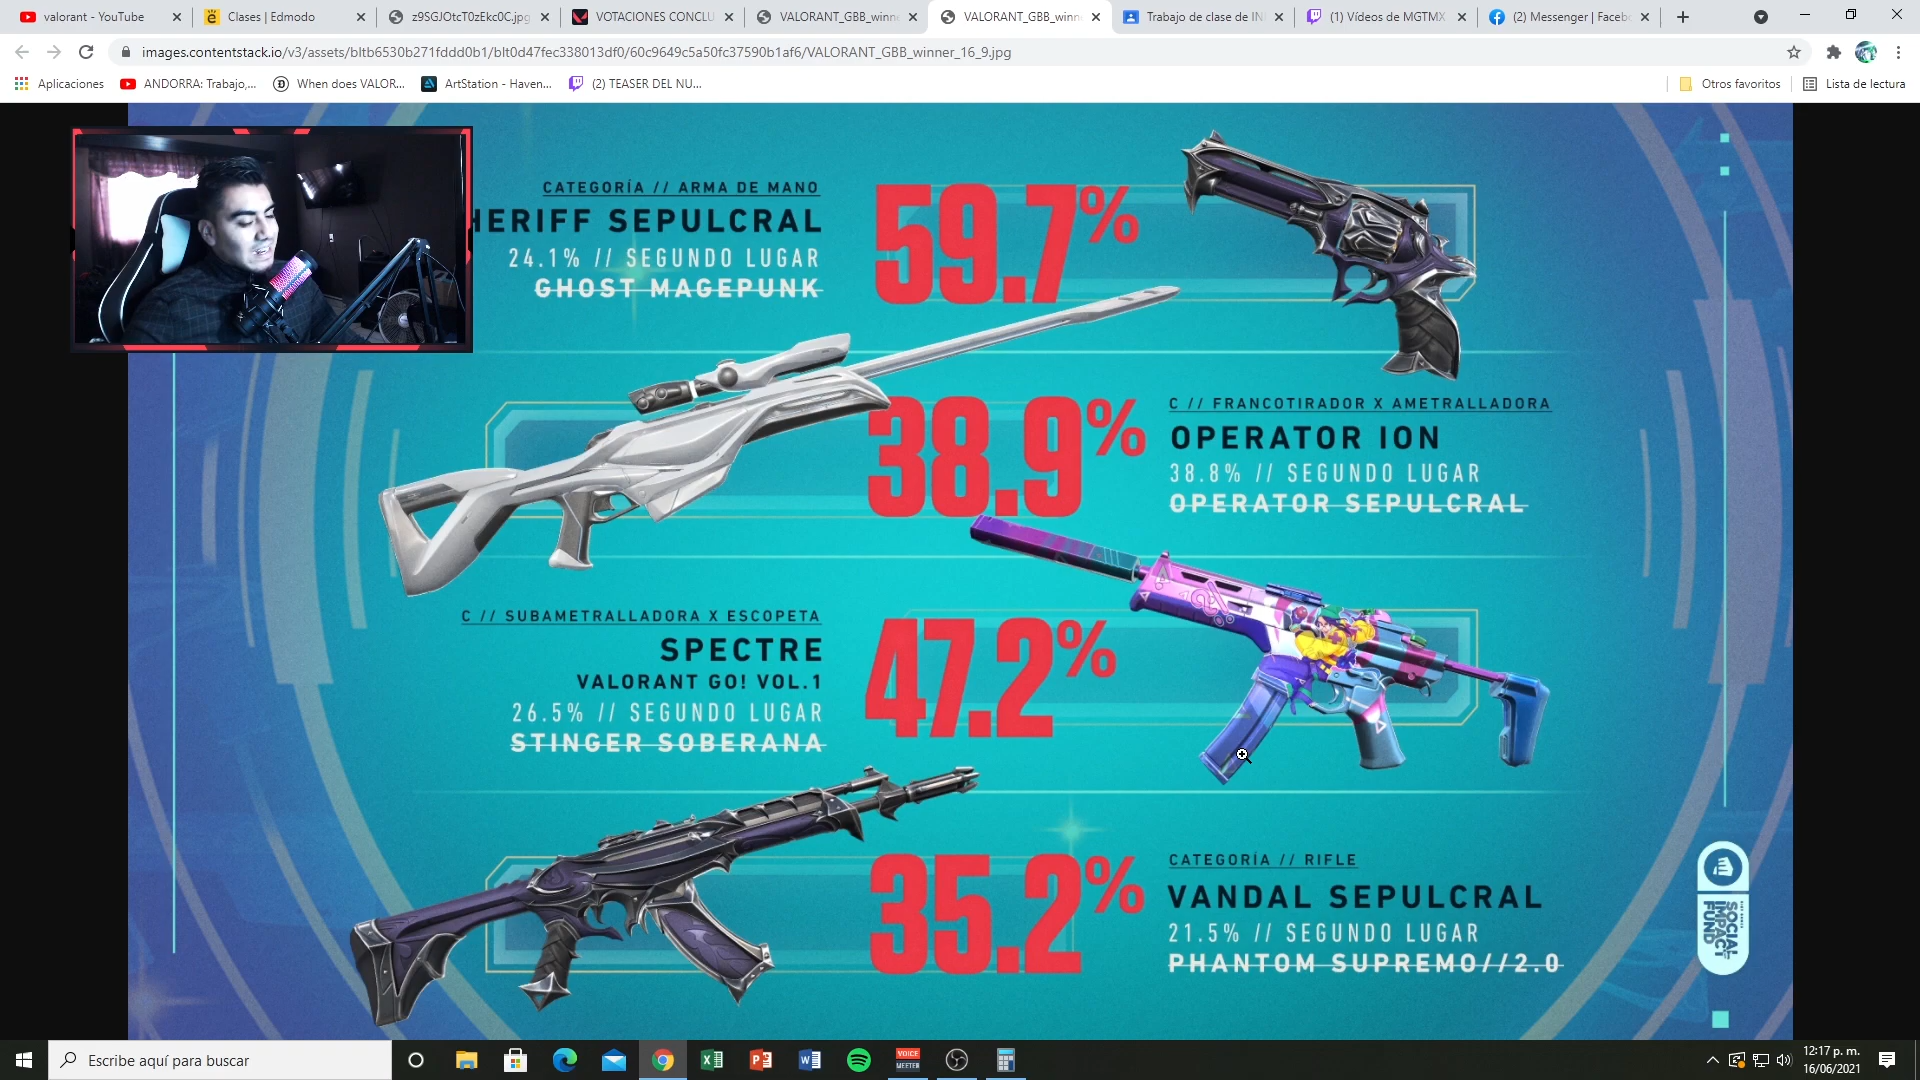 valorant - YouTube
Clases | Edmodo
z9SGJOtcT0zEkc0C.jpg
VOTACIONES CONCLU
VALORANT_GBB_winne
VALORANT_GBB_winn
Trabajo de clase de IN
(1) Vídeos de MGTMX
(2) Messenger | Faceb
images.contentstack.io/v3/assets/bltb6530b271fddd0b1/blt0d47fec338013df0/60c9649c5a50fc37590b1af6/VALORANT_GBB_winner_16_9.jpg
Aplicaciones
ANDORRA: Trabajo,...
When does VALOR...
ArtStation - Haven...
(2) TEASER DEL NU...
Otros favoritos
Lista de lectura
CATEGORÍA // ARMA DE MANO
HERIFF SEPULCRAL
24.1% // SEGUNDO LUGAR
GHOST MAGEPUNK
59.7%
38.9%
C // FRANCOTIRADOR X AMETRALLADORA
OPERATOR ION
38.8% // SEGUNDO LUGAR
OPERATOR SEPULCRAL
C // SUBAMETRALLADORA X ESCOPETA
SPECTRE
VALORANT GO! VOL.1
26.5% // SEGUNDO LUGAR
STINGER SOBERANA
47.2%
35.2%
CATEGORÍA // RIFLE
VANDAL SEPULCRAL
21.5% // SEGUNDO LUGAR
PHANTOM SUPREMO//2.0
SOCIAL
IMPACT
FUND
Escribe aquí para buscar
VOICE
MEETER
12:17 p. m.
16/06/2021